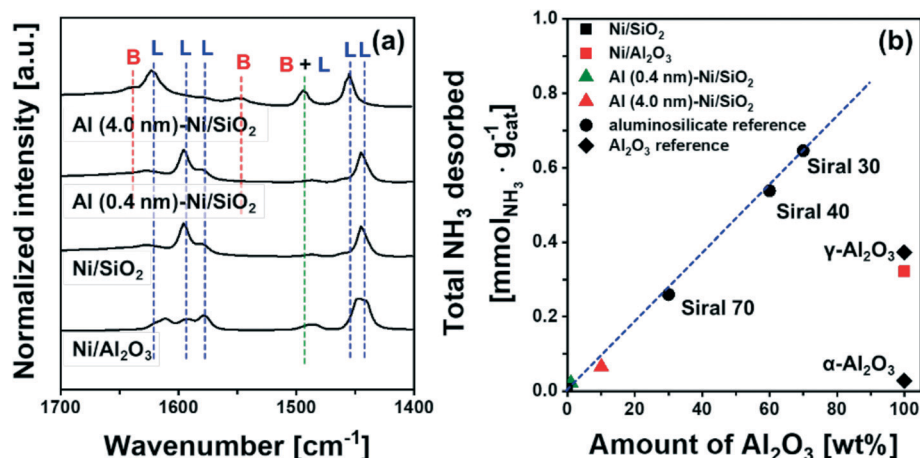 (a)
B L L L B B + L LL
Al (4.0 nm)-Ni/SiO₂
Al (0.4 nm)-Ni/SiO₂
Ni/SiO₂
Ni/Al₂O₃
Normalized intensity [a.u.]
1700 1600 1500 1400
Wavenumber [cm⁻¹]
(b)
Ni/SiO₂
Ni/Al₂O₃
Al (0.4 nm)-Ni/SiO₂
Al (4.0 nm)-Ni/SiO₂
aluminosilicate reference
Al₂O₃ reference
Siral 30
Siral 40
γ-Al₂O₃
Siral 70
α-Al₂O₃
Total NH₃ desorbed
[mmol_NH₃ · g⁻¹_cat]
1.0
0.8
0.6
0.4
0.2
0.0
0 20 40 60 80 100
Amount of Al₂O₃ [wt%]